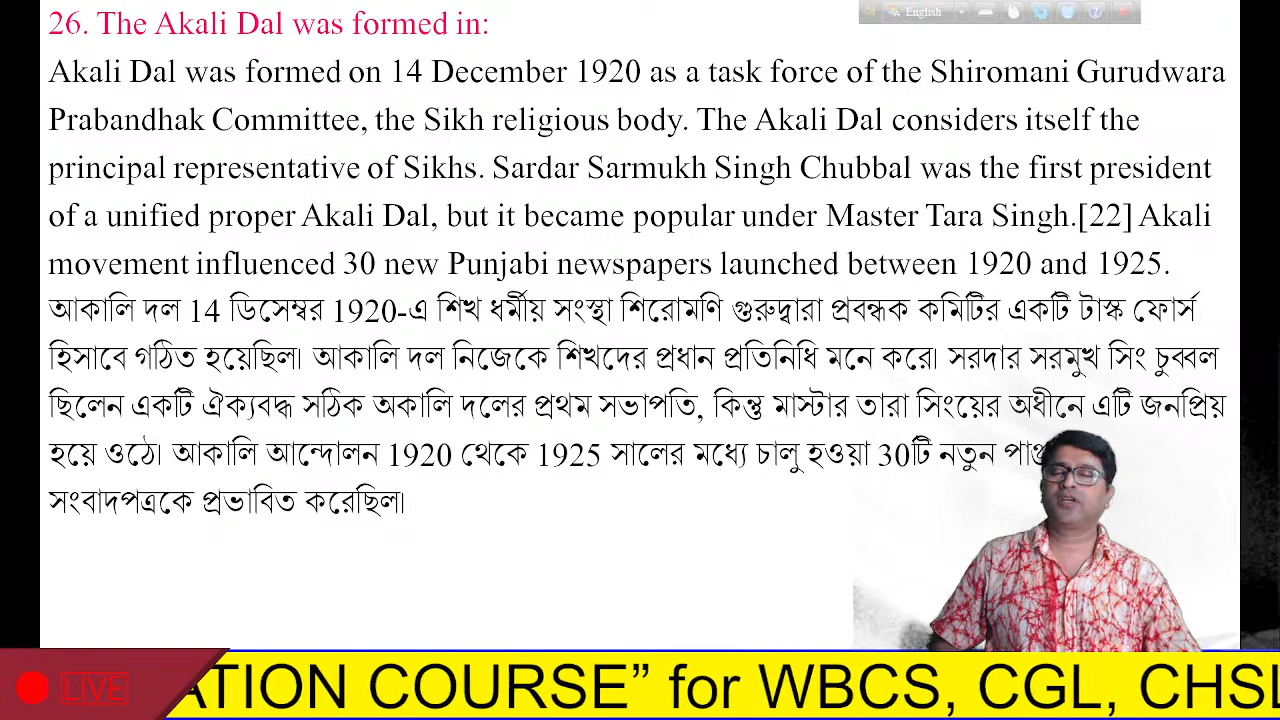 English
26. The Akali Dal was formed in:
Akali Dal was formed on 14 December 1920 as a task force of the Shiromani Gurudwara
Prabandhak Committee, the Sikh religious body. The Akali Dal considers itself the
principal representative of Sikhs. Sardar Sarmukh Singh Chubbal was the first president
of a unified proper Akali Dal, but it became popular under Master Tara Singh.[22] Akali
movement influenced 30 new Punjabi newspapers launched between 1920 and 1925.
আকালি দল 14 ডিসেম্বর 1920-এ শিখ ধর্মীয় সংস্থা শিরোমণি গুরুদ্বারা প্রবন্ধক কমিটির একটি টাস্ক ফোর্স
হিসাবে গঠিত হয়েছিল। আকালি দল নিজেকে শিখদের প্রধান প্রতিনিধি মনে করে। সরদার সরমুখ সিং চুব্বল
ছিলেন একটি ঐক্যবদ্ধ সঠিক অকালি দলের প্রথম সভাপতি, কিন্তু মাস্টার তারা সিংয়ের অধীনে এটি জনপ্রিয়
হয়ে ওঠে। আকালি আন্দোলন 1920 থেকে 1925 সালের মধ্যে চালু হওয়া 30টি নতুন
সংবাদপত্রকে প্রভাবিত করেছিল।
LIVE ATION COURSE” for WBCS, CGL, CHSL